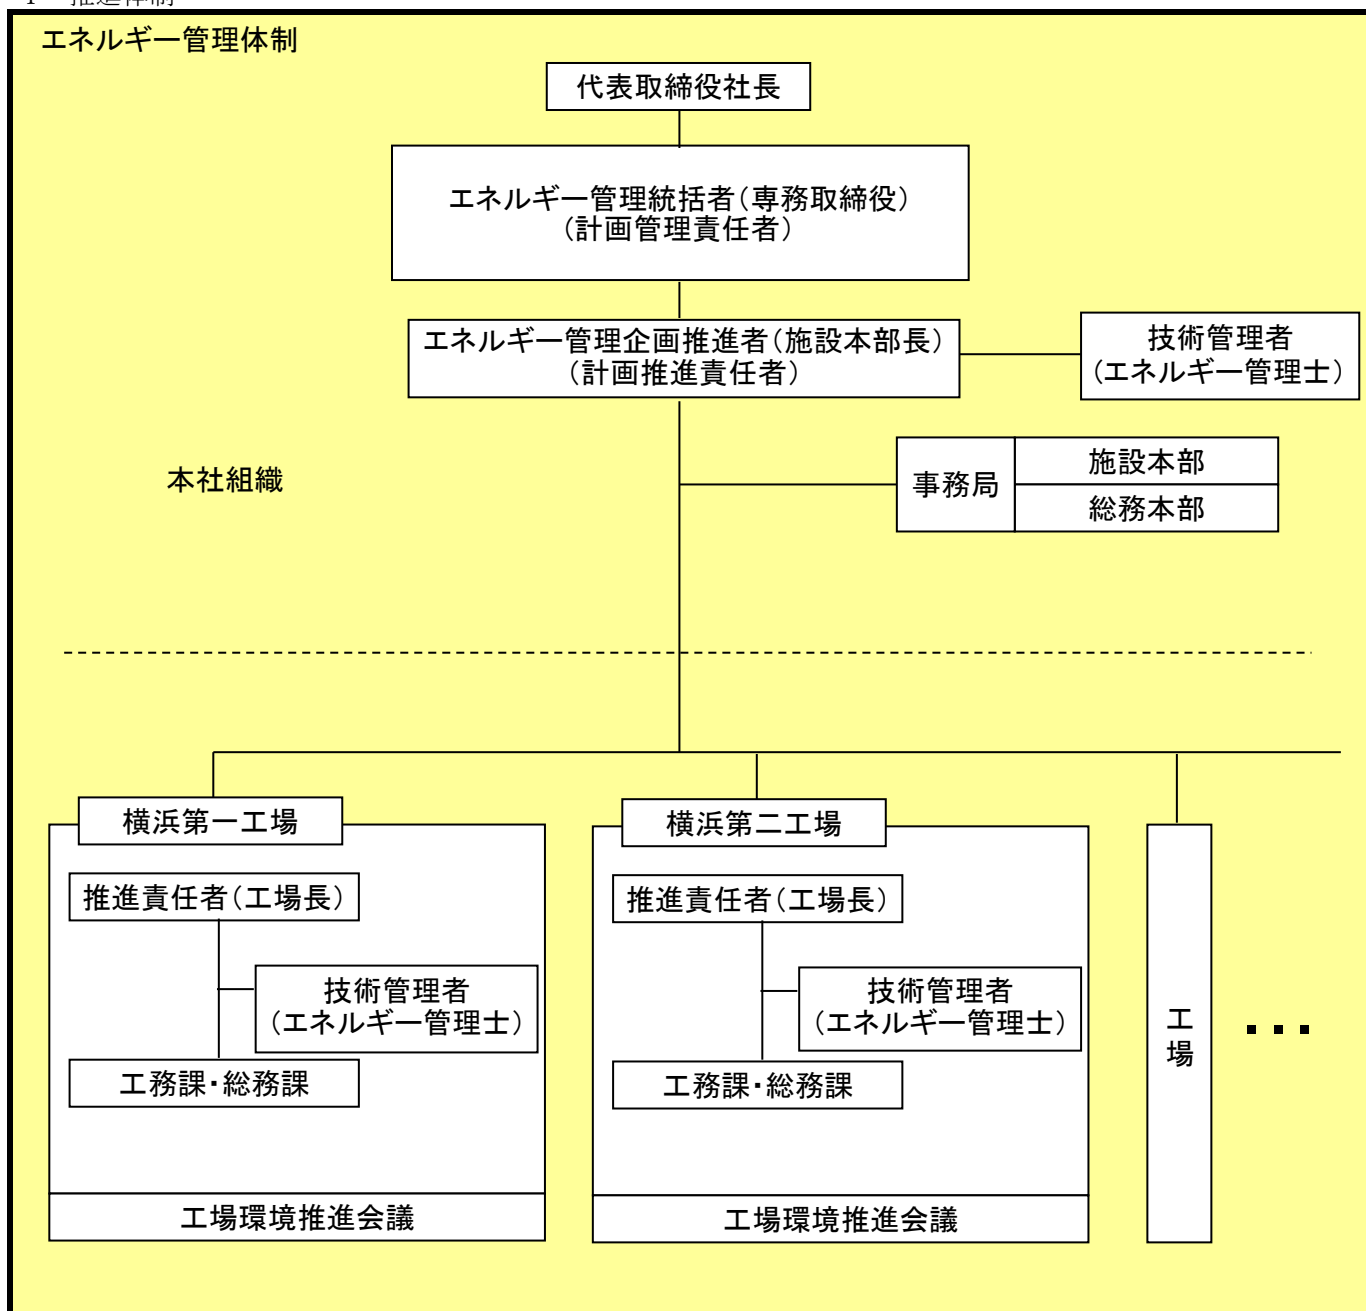 推進体制
エネルギー管理体制
代表取締役社長
エネルギー管理統括者（専務取締役）
（計画管理責任者）
エネルギー管理企画推進者（施設本部長）
（計画推進責任者）
技術管理者
（エネルギー管理士）
本社組織
事務局
施設本部
総務本部
横浜第一工場
推進責任者（工場長）
技術管理者
（エネルギー管理士）
工務課・総務課
工場環境推進会議
横浜第二工場
推進責任者（工場長）
技術管理者
（エネルギー管理士）
工務課・総務課
工場環境推進会議
工場
・・・